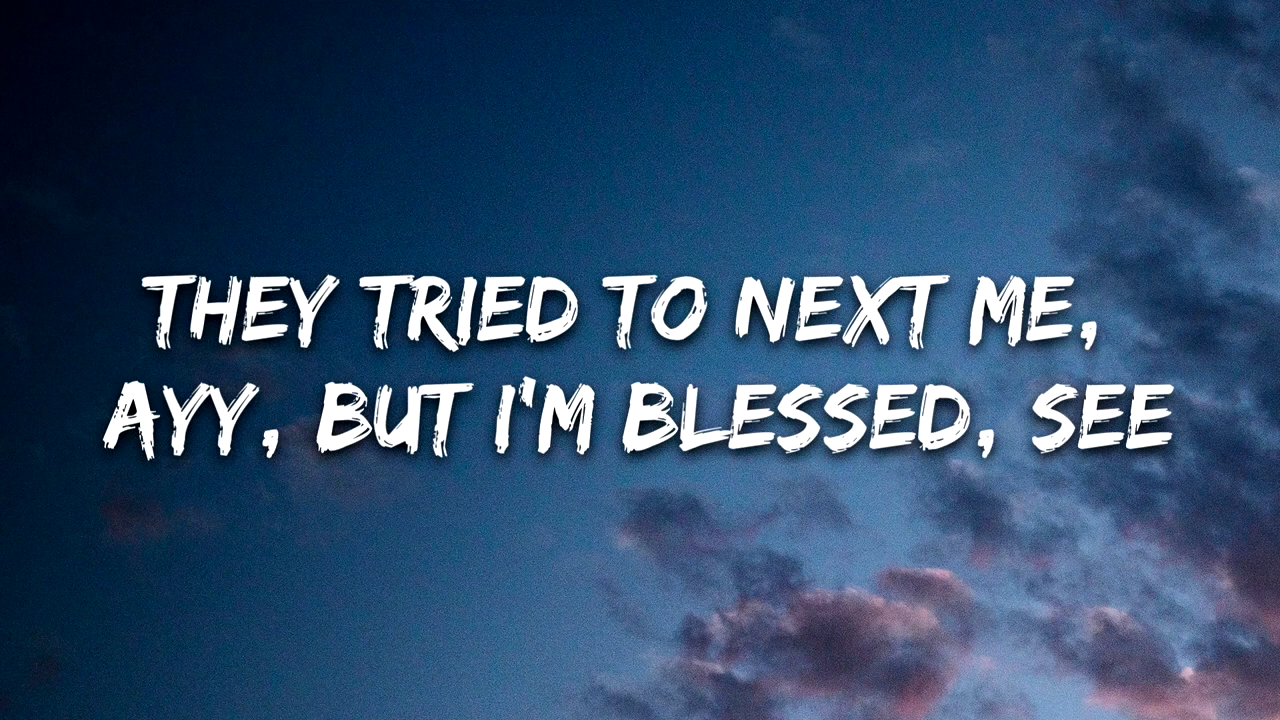 THEY TRIED TO NEXT ME,
AYY, BUT I'M BLESSED, SEE